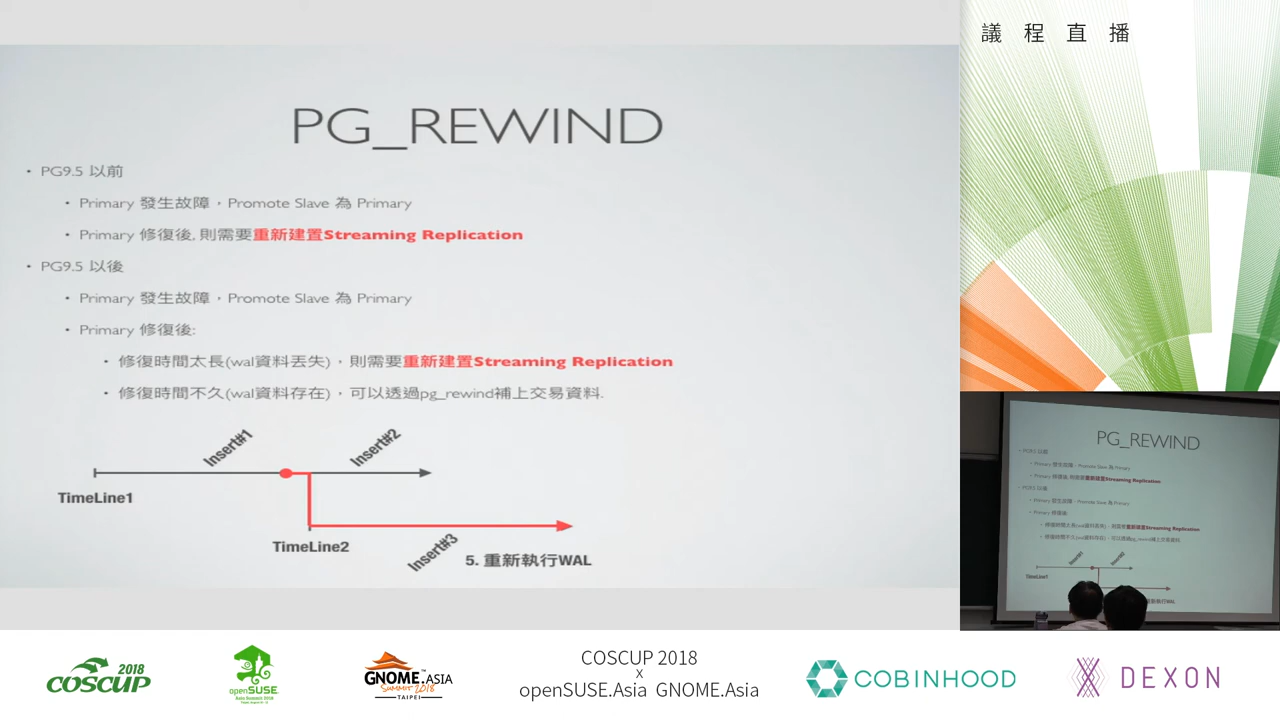 議程直播
PG_REWIND
• PG9.5 以前
• Primary 發生故障，Promote Slave 為 Primary
• Primary 修復後, 則需要重新建置Streaming Replication
• PG9.5 以後
• Primary 發生故障，Promote Slave 為 Primary
• Primary 修復後:
• 修復時間太長(wal資料丟失)，則需要重新建置Streaming Replication
• 修復時間不久(wal資料存在)，可以透過pg_rewind補上交易資料.
Insert#1
Insert#2
TimeLine1
TimeLine2
Insert#3
5. 重新執行WAL
PG_REWIND
COSCUP 2018
openSUSE
Asia Summit 2018
GNOME.ASIA
SUMMIT 2018
TAIPEI
COSCUP 2018
x
openSUSE.Asia GNOME.Asia
COBINHOOD
DEXON